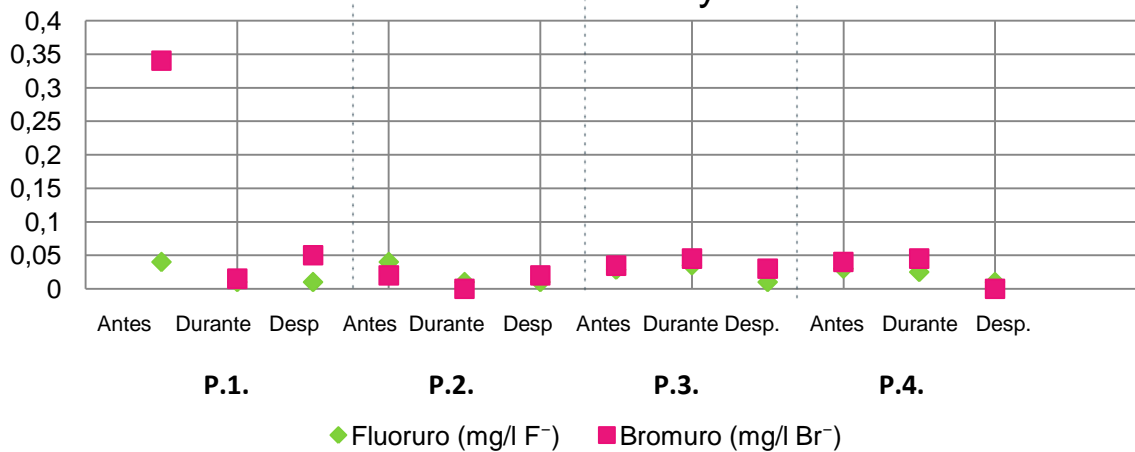 y
0,4
0,35
0,3
0,25
0,2
0,15
0,1
0,05
0
Antes Durante Desp Antes Durante Desp Antes Durante Desp. Antes Durante Desp.
P.1. P.2. P.3. P.4.
Fluoruro (mg/l F⁻) Bromuro (mg/l Br⁻)